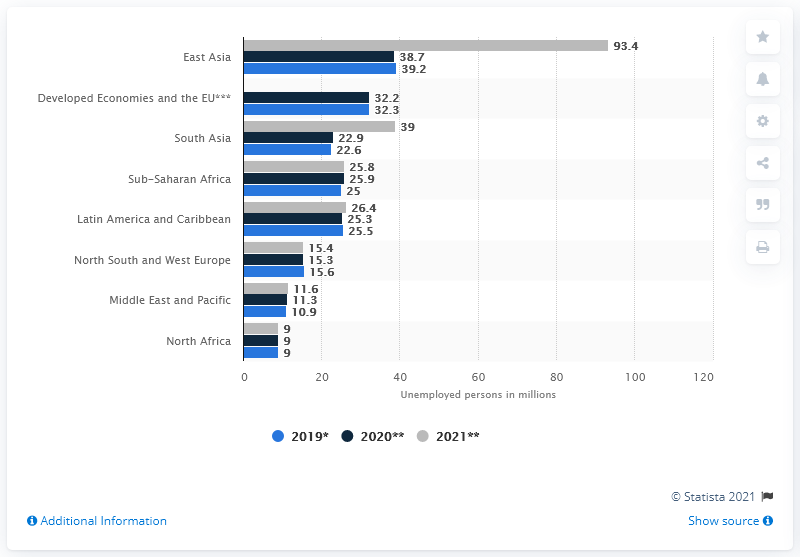 East Asia
93.4
38.7
39.2
Developed Economies and the EU***
32.2
32.3
South Asia
39
22.9
22.6
Sub-Saharan Africa
25.8
25.9
25
Latin America and Caribbean
26.4
25.3
25.5
North South and West Europe
15.4
15.3
15.6
Middle East and Pacific
11.6
11.3
10.9
North Africa
9
9
9
0 20 40 60 80 100 120
Unemployed persons in millions
2019* 2020** 2021**
© Statista 2021
Additional Information
Show source